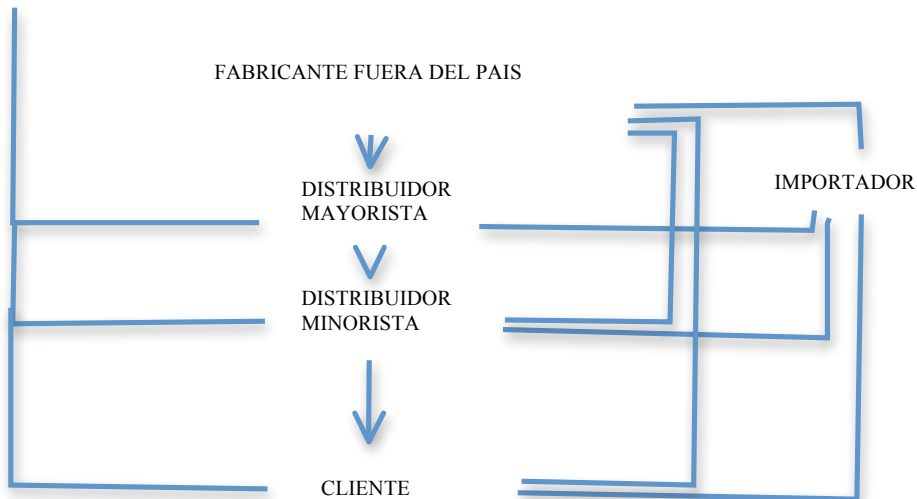 FABRICANTE FUERA DEL PAIS
IMPORTADOR
DISTRIBUIDOR
MAYORISTA
DISTRIBUIDOR
MINORISTA
CLIENTE